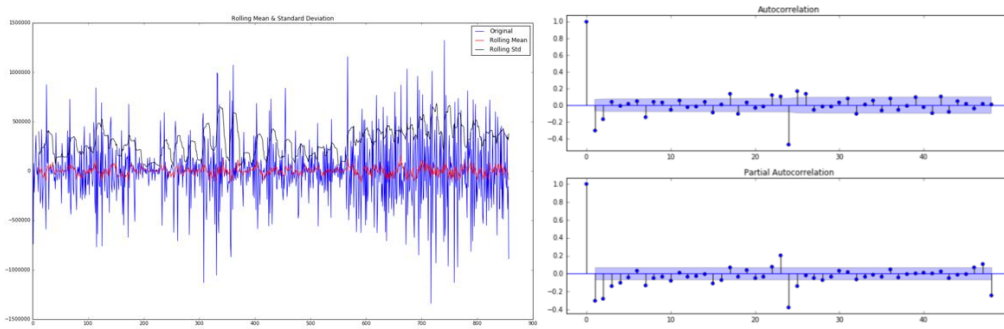 Rolling Mean & Standard Deviation
1500000
1000000
500000
0
−500000
−1000000
−1500000
0 100 200 300 400 500 600 700 800 900
Original
Rolling Mean
Rolling Std
Autocorrelation
1.0
0.8
0.6
0.4
0.2
0.0
−0.2
−0.4
0 10 20 30 40
Partial Autocorrelation
1.0
0.8
0.6
0.4
0.2
0.0
−0.2
−0.4
0 10 20 30 40